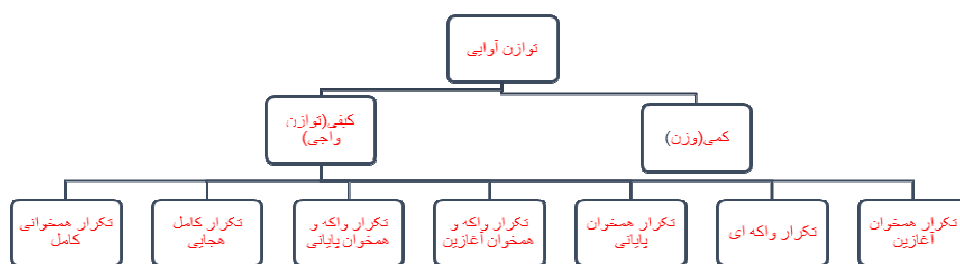 توازن آوایی
کیفی(توازن
واجی)
کمی(وزن)
تکرار همخوان
آغازین
تکرار واکه ای
تکرار همخوان
پایانی
تکرار واکه و
همخوان آغازین
تکرار واکه و
همخوان پایانی
تکرار کامل
هجایی
تکرار همخوانی
کامل